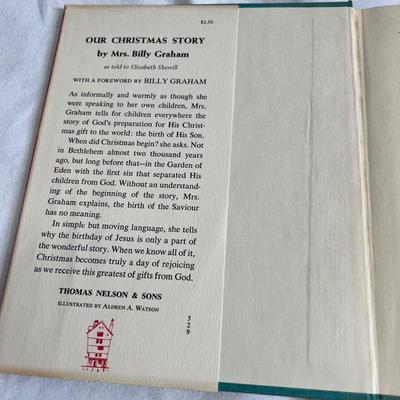 $2.50
OUR CHRISTMAS STORY
by Mrs. Billy Graham
as told to Elizabeth Sherrill
WITH A FOREWORD by BILLY GRAHAM
As informally and warmly as though she
were speaking to her own children, Mrs.
Graham tells for children everywhere the
story of God's preparation for His Christ-
mas gift to the world: the birth of His Son.
When did Christmas begin? she asks. Not
in Bethlehem almost two thousand years
ago, but long before that—in the Garden of
Eden with the first sin that separated His
children from God. Without an understand-
ing of the beginning of the story, Mrs.
Graham explains, the birth of the Saviour
has no meaning.
In simple but moving language, she tells
why the birthday of Jesus is only a part of
the wonderful story. When we know all of it,
Christmas becomes truly a day of rejoicing
as we receive this greatest of gifts from God.
THOMAS NELSON & SONS
ILLUSTRATED BY ALDREN A. WATSON
5
2
9